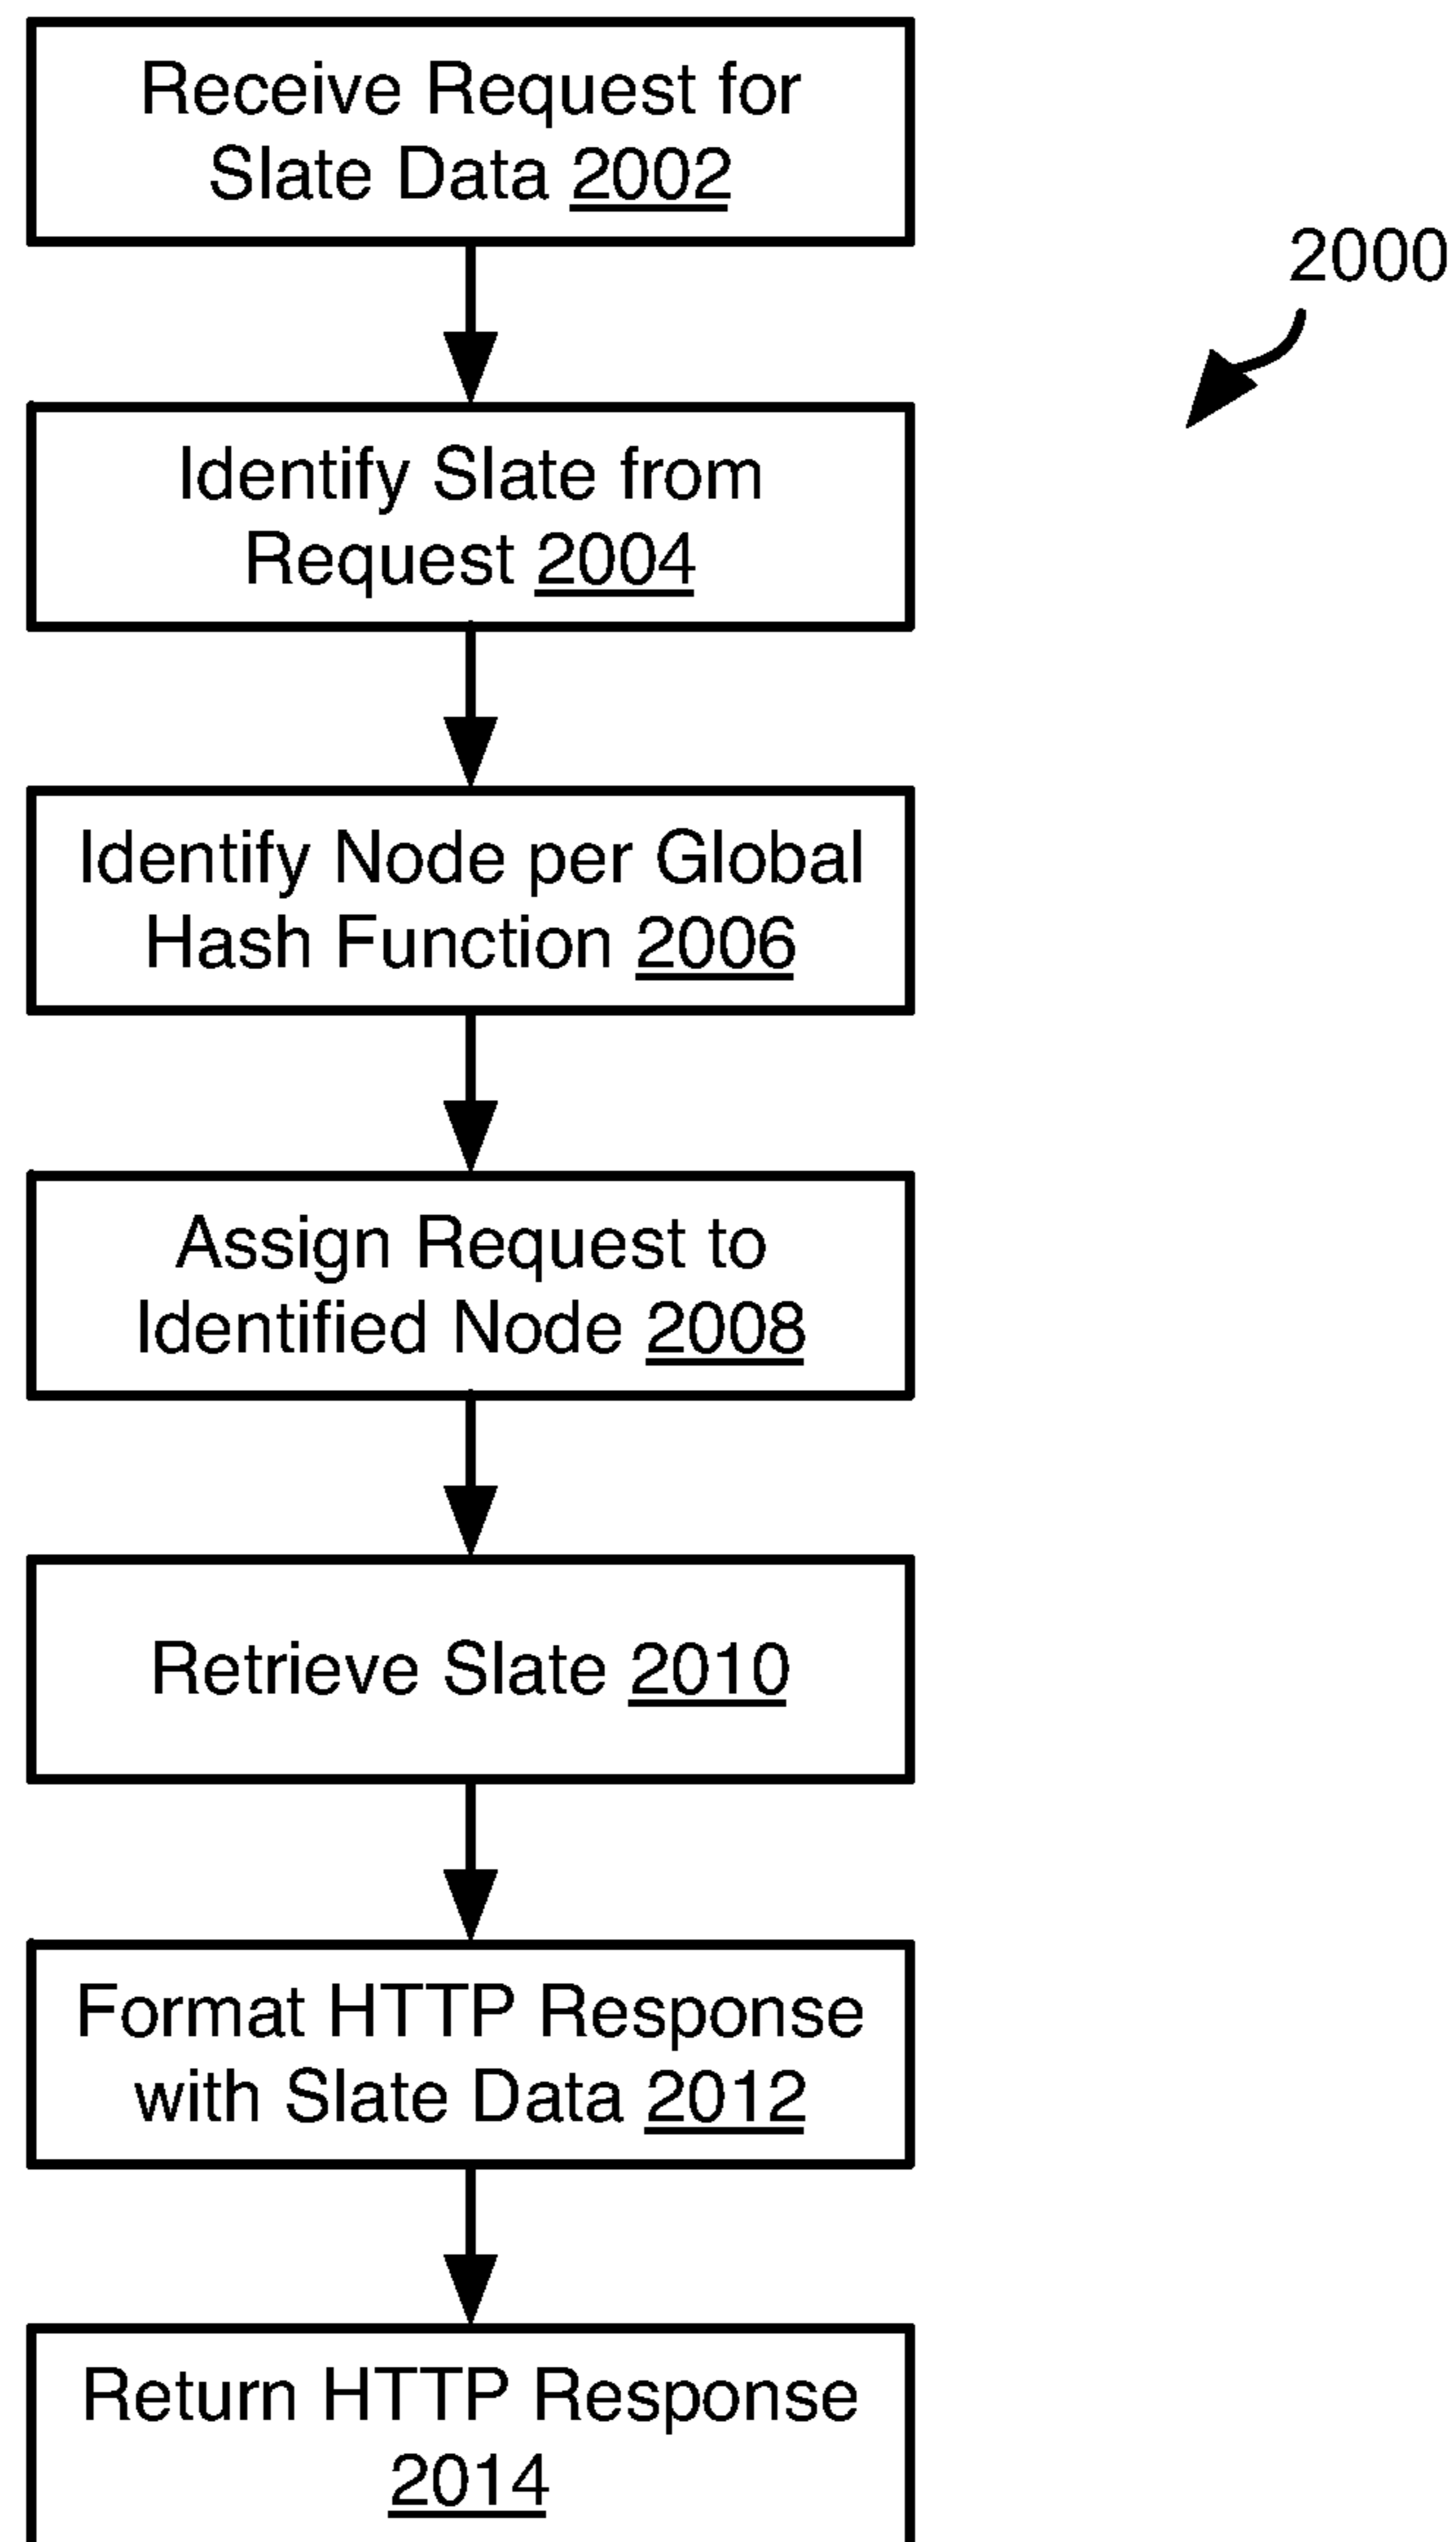 Receive Request for
Slate Data 2002
2000
Identify Slate from
Request 2004
Identify Node per Global
Hash Function 2006
Assign Request to
Identified Node 2008
Retrieve Slate 2010
Format HTTP Response
with Slate Data 2012
Return HTTP Response
2014